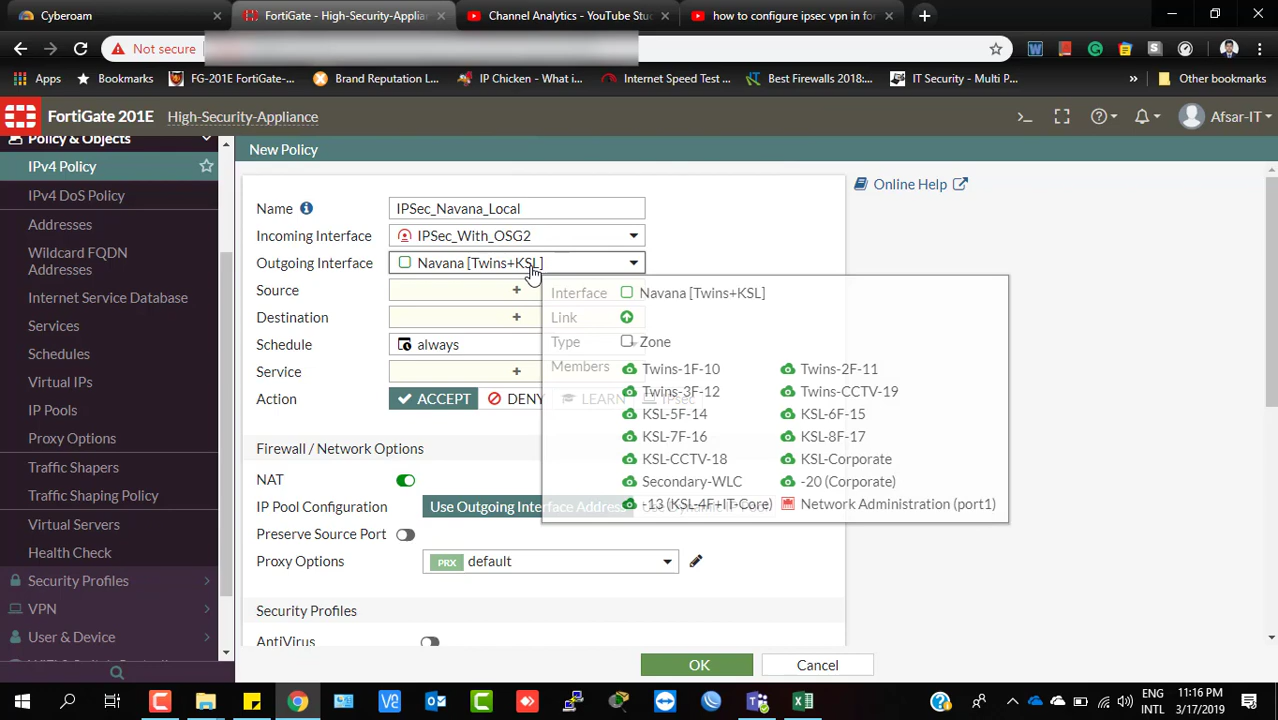 Cyberoam
FortiGate - High-Security-Applia
Channel Analytics - YouTube Stu
how to configure ipsec vpn in for
Not secure
Apps
Bookmarks
FG-201E FortiGate-...
Brand Reputation L...
IP Chicken - What i...
Internet Speed Test ...
Best Firewalls 2018:...
IT Security - Multi P...
Other bookmarks
FortiGate 201E
High-Security-Appliance
Afsar-IT
Policy & Objects
IPv4 Policy
IPv4 DoS Policy
Addresses
Wildcard FQDN
Addresses
Internet Service Database
Services
Schedules
Virtual IPs
IP Pools
Proxy Options
Traffic Shapers
Traffic Shaping Policy
Virtual Servers
Health Check
Security Profiles
VPN
User & Device
New Policy
Online Help
Name
IPSec_Navana_Local
Incoming Interface
IPSec_With_OSG2
Outgoing Interface
Navana [Twins+KSL]
Source
Destination
Schedule
always
Service
Action
ACCEPT
DENY
LEARN
IPsec
Interface
Navana [Twins+KSL]
Link
Type
Zone
Members
Twins-1F-10
Twins-2F-11
Twins-3F-12
Twins-CCTV-19
KSL-5F-14
KSL-6F-15
KSL-7F-16
KSL-8F-17
KSL-CCTV-18
KSL-Corporate
Secondary-WLC
-20 (Corporate)
-13 (KSL-4F+IT-Core)
Network Administration (port1)
Firewall / Network Options
NAT
IP Pool Configuration
Use Outgoing Interface Address
Preserve Source Port
Proxy Options
PRX default
Security Profiles
AntiVirus
OK
Cancel
ENG
INTL
11:16 PM
3/17/2019